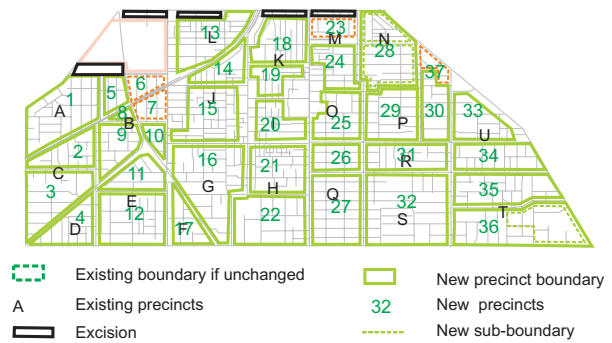 13 L 23 M N
18 28
K 24
14 19 37
6
1 5 7 J O
A 8 B 15 20 I 25 29 P 30 33
9 10 U
2 16 21 26 31 34
C 11 R
3 G H Q 35
E 32
4 12 22 27 S T
D F 17 36
Existing boundary if unchanged
New precinct boundary
A Existing precincts
32 New precincts
Excision
New sub-boundary